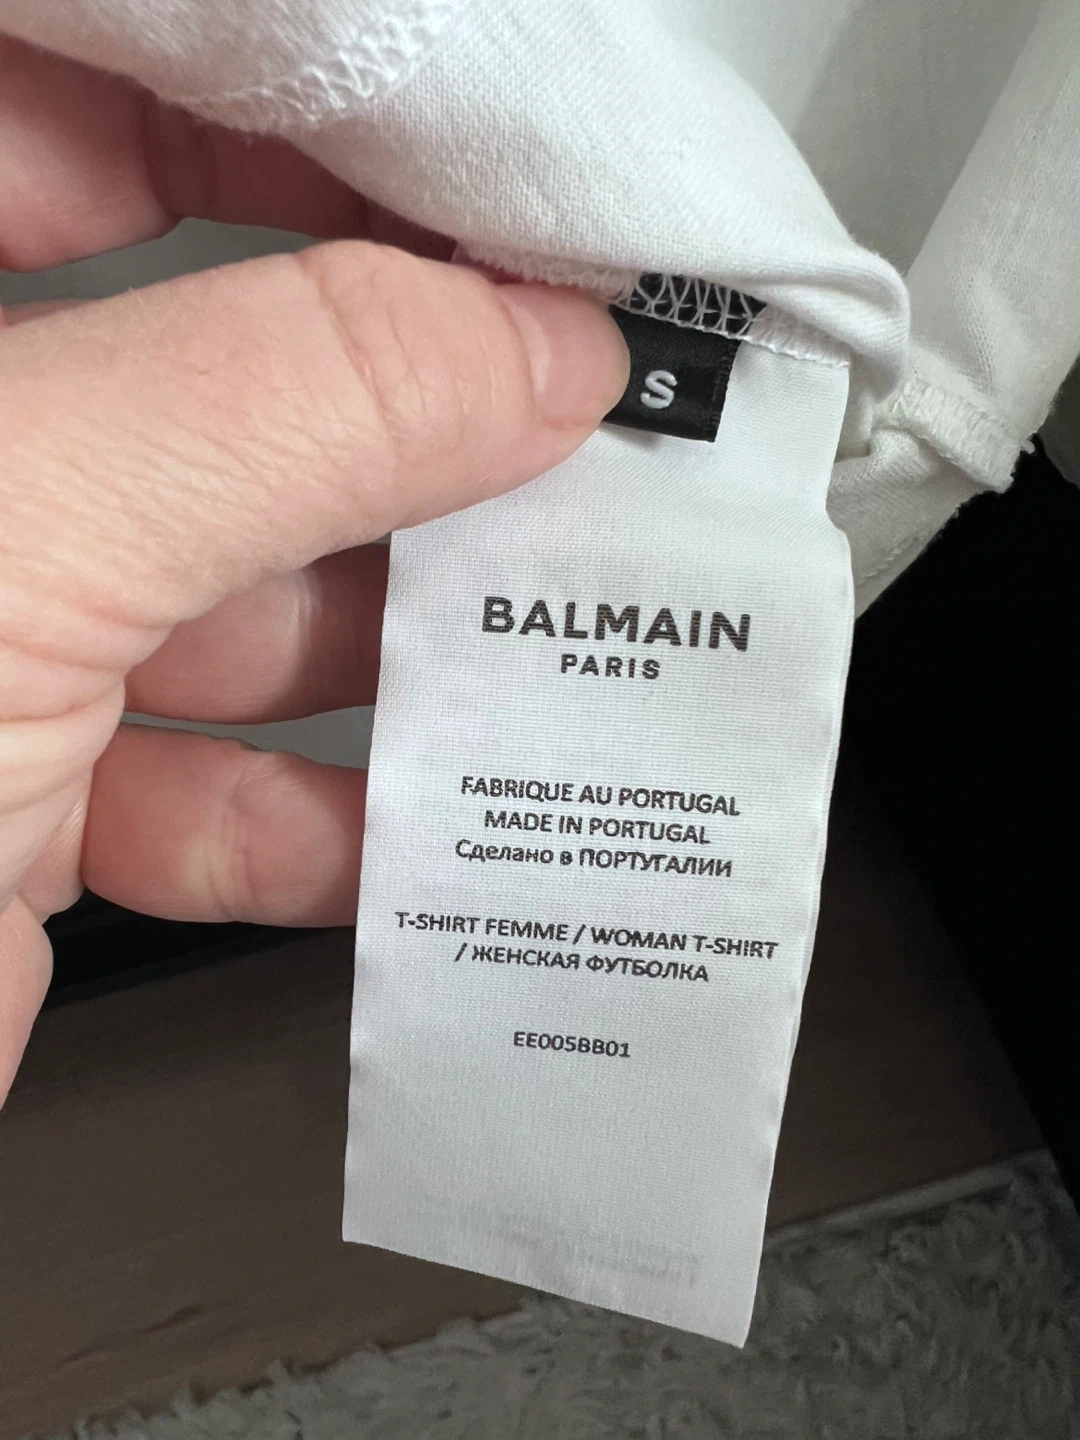 S
BALMAIN
PARIS
FABRIQUE AU PORTUGAL
MADE IN PORTUGAL
Сделано в ПОРТУГАЛИИ
T-SHIRT FEMME / WOMAN T-SHIRT
/ ЖЕНСКАЯ ФУТБОЛКА
EE005BB01